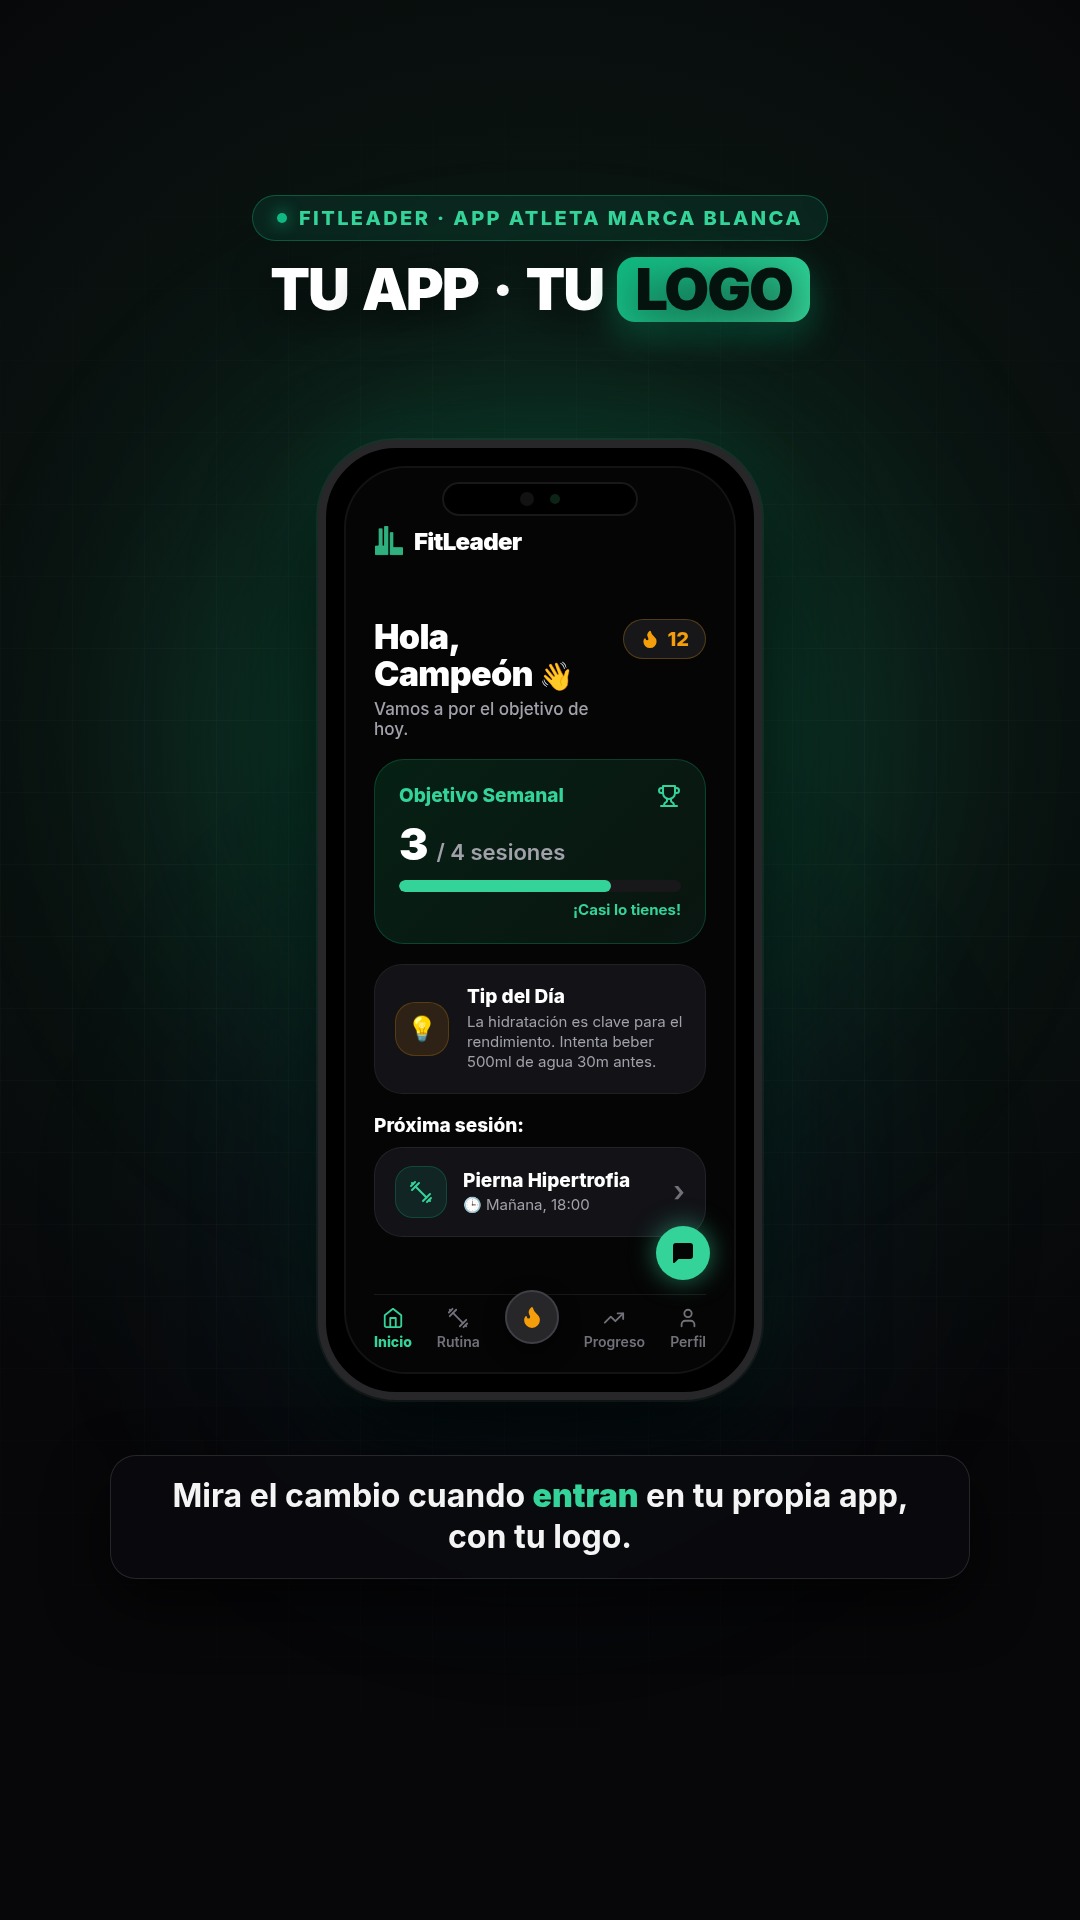 FITLEADER · APP ATLETA MARCA BLANCA
TU APP · TU LOGO
FitLeader
Hola,
Campeón 👋
12
Vamos a por el objetivo de
hoy.
Objetivo Semanal
3 / 4 sesiones
¡Casi lo tienes!
Tip del Día
La hidratación es clave para el
rendimiento. Intenta beber
500ml de agua 30m antes.
Próxima sesión:
Pierna Hipertrofia
🕒 Mañana, 18:00
Inicio
Rutina
Progreso
Perfil
Mira el cambio cuando entran en tu propia app,
con tu logo.